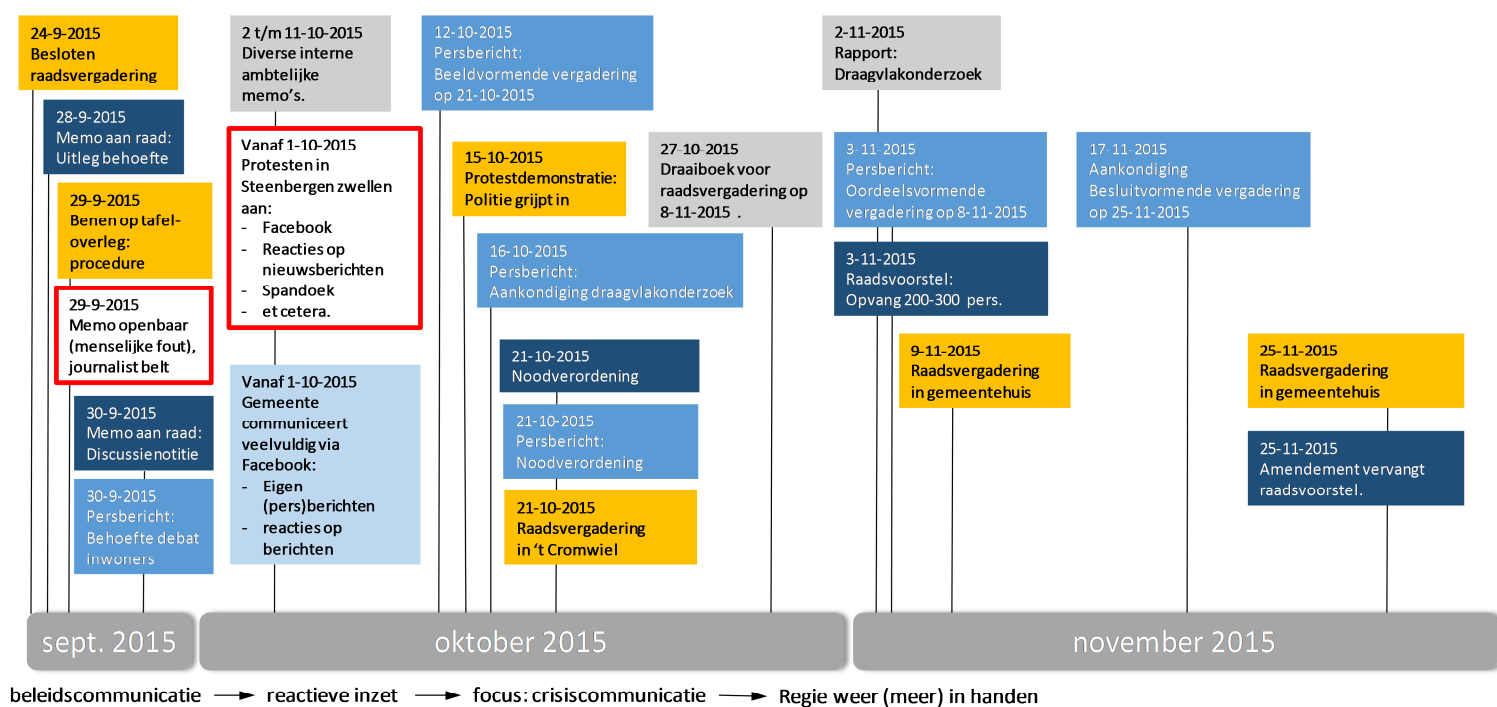 24-9-2015
Besloten
raadsvergadering
28-9-2015
Memo aan raad:
Uitleg behoefte
29-9-2015
Benen op tafel-
overleg:
procedure
29-9-2015
Memo openbaar
(menselijke fout),
journalist belt
30-9-2015
Memo aan raad:
Discussienotitie
30-9-2015
Persbericht:
Behoefte debat
inwoners
2 t/m 11-10-2015
Diverse interne
ambtelijke
memo's.
Vanaf 1-10-2015
Protesten in
Steenbergen zwellen
aan:
- Facebook
- Reacties op
nieuwsberichten
- Spandoek
- et cetera.
Vanaf 1-10-2015
Gemeente
communiceert
veelvuldig via
Facebook:
- Eigen
(pers)berichten
- reacties op
berichten
12-10-2015
Persbericht:
Beeldvormende vergadering
op 21-10-2015
15-10-2015
Protestdemonstratie:
Politie grijpt in
16-10-2015
Persbericht:
Aankondiging draagvlakonderzoek
21-10-2015
Noodverordening
21-10-2015
Persbericht:
Noodverordening
21-10-2015
Raadsvergadering
in 't Cromwiel
27-10-2015
Draaiboek voor
raadsvergadering op
8-11-2015 .
2-11-2015
Rapport:
Draagvlakonderzoek
3-11-2015
Persbericht:
Oordeelsvormende
vergadering op 8-11-2015
3-11-2015
Raadsvoorstel:
Opvang 200-300 pers.
9-11-2015
Raadsvergadering
in gemeentehuis
17-11-2015
Aankondiging
Besluitvormende vergadering
op 25-11-2015
25-11-2015
Raadsvergadering
in gemeentehuis
25-11-2015
Amendement vervangt
raadsvoorstel.
sept. 2015
oktober 2015
november 2015
beleidscommunicatie → reactieve inzet → focus: crisiscommunicatie → Regie weer (meer) in handen